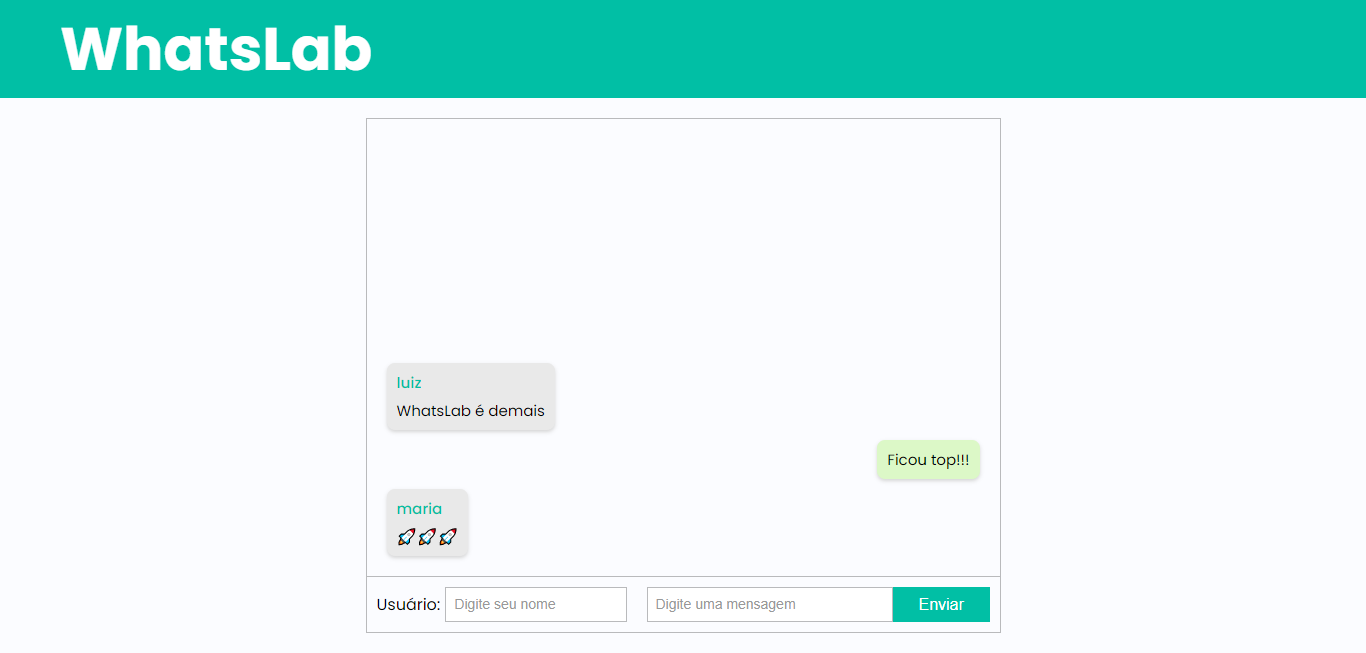 WhatsLab
luiz
WhatsLab é demais
Ficou top!!!
maria
🚀🚀🚀
Usuário: Digite seu nome Digite uma mensagem Enviar